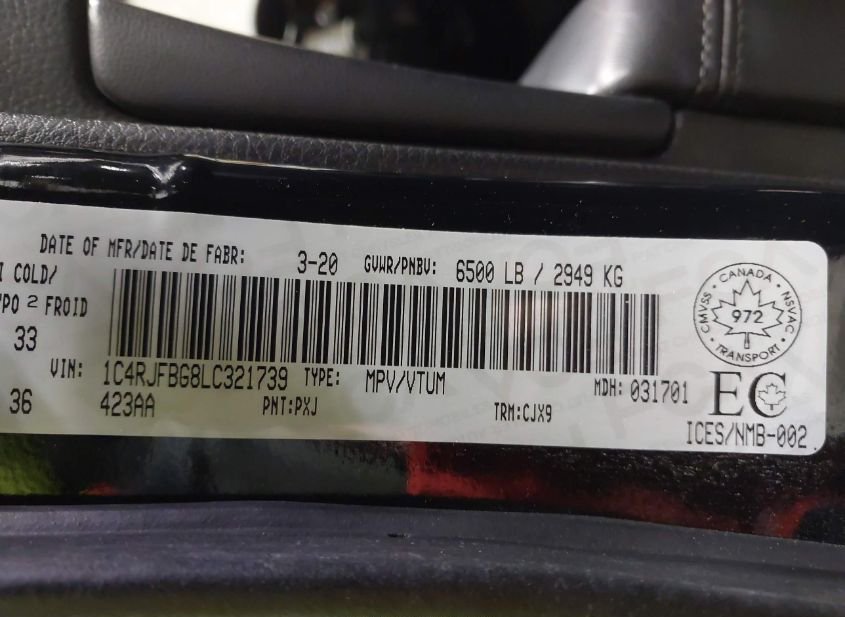 DATE OF MFR/DATE DE FABR: 3-20 GVWR/PNBV: 6500 LB / 2949 KG
COLD/
FROID
33
VIN: 1C4RJFBG8LC321739 TYPE: MPV/VTUM MDH: 031701
36 423AA PNT:PXJ TRM:CJX9
CANADA
CMVSS
NSVAC
972
TRANSPORT
EC
ICES/NMB-002